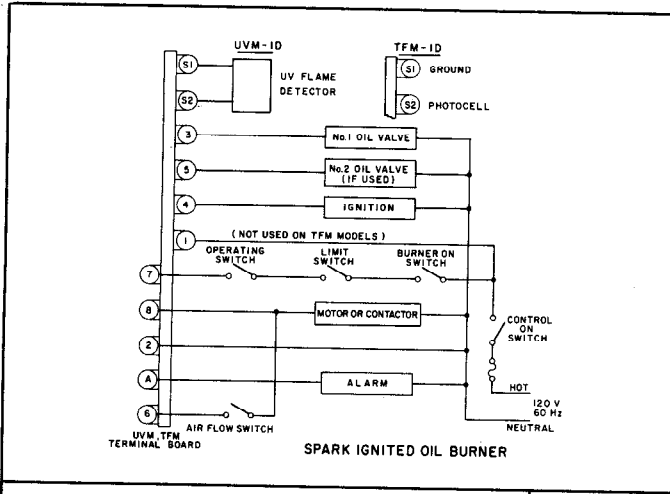 UVM-1D
TFM-1D
S1
UV FLAME
DETECTOR
S1
GROUND
S2
S2
PHOTOCELL
3
No.1 OIL VALVE
5
No.2 OIL VALVE
(IF USED)
4
IGNITION
1
(NOT USED ON TFM MODELS)
OPERATING
SWITCH
LIMIT
SWITCH
BURNER ON
SWITCH
7
8
MOTOR OR CONTACTOR
CONTROL
ON
SWITCH
2
A
ALARM
HOT
120 V
60 Hz
6
AIR FLOW SWITCH
NEUTRAL
UVM, TFM
TERMINAL BOARD
SPARK IGNITED OIL BURNER